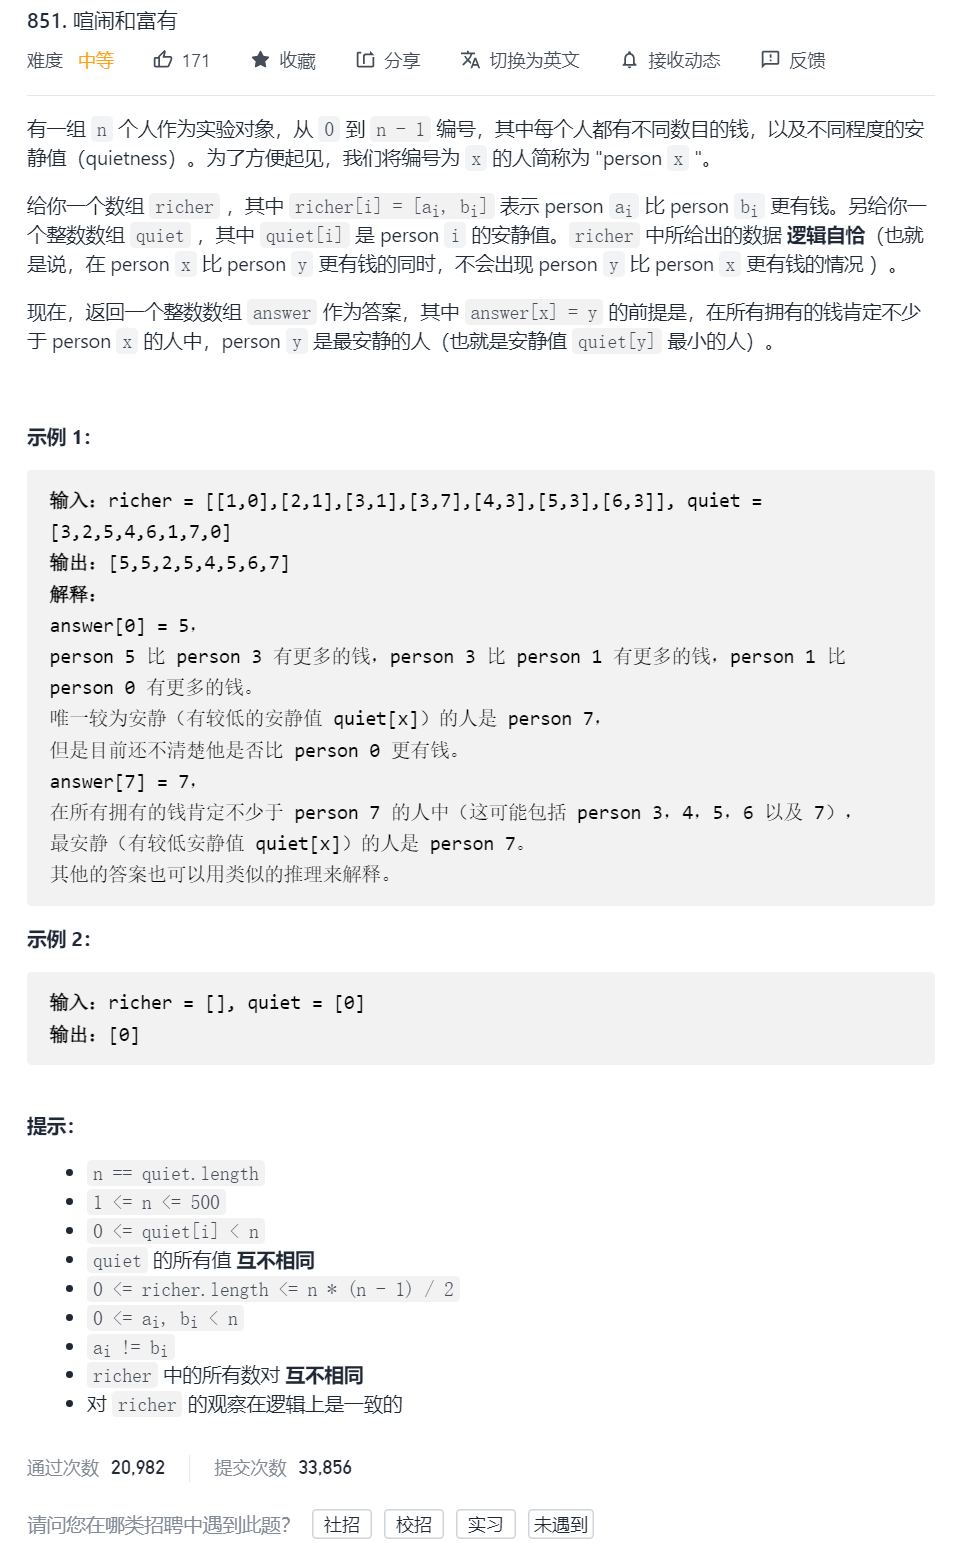 851. 喧闹和富有
难度 中等 171 收藏 分享 切换为英文 接收动态 反馈
有一组 n 个人作为实验对象，从 0 到 n - 1 编号，其中每个人都有不同数目的钱，以及不同程度的安
静值（quietness）。为了方便起见，我们将编号为 x 的人简称为 "person x "。
给你一个数组 richer ，其中 richer[i] = [ai, bi] 表示 person ai 比 person bi 更有钱。另给你一
个整数数组 quiet ，其中 quiet[i] 是 person i 的安静值。richer 中所给出的数据 逻辑自恰（也就
是说，在 person x 比 person y 更有钱的同时，不会出现 person y 比 person x 更有钱的情况 ）。
现在，返回一个整数数组 answer 作为答案，其中 answer[x] = y 的前提是，在所有拥有的钱肯定不少
于 person x 的人中，person y 是最安静的人（也就是安静值 quiet[y] 最小的人）。
示例 1：
输入：richer = [[1,0],[2,1],[3,1],[3,7],[4,3],[5,3],[6,3]], quiet =
[3,2,5,4,6,1,7,0]
输出：[5,5,2,5,4,5,6,7]
解释：
answer[0] = 5，
person 5 比 person 3 有更多的钱，person 3 比 person 1 有更多的钱，person 1 比
person 0 有更多的钱。
唯一较为安静（有较低的安静值 quiet[x]）的人是 person 7，
但是目前还不清楚他是否比 person 0 更有钱。
answer[7] = 7，
在所有拥有的钱肯定不少于 person 7 的人中（这可能包括 person 3，4，5，6 以及 7），
最安静（有较低安静值 quiet[x]）的人是 person 7。
其他的答案也可以用类似的推理来解释。
示例 2：
输入：richer = [], quiet = [0]
输出：[0]
提示：
n == quiet.length
1 <= n <= 500
0 <= quiet[i] < n
quiet 的所有值 互不相同
0 <= richer.length <= n * (n - 1) / 2
0 <= ai, bi < n
ai != bi
richer 中的所有数对 互不相同
对 richer 的观察在逻辑上是一致的
通过次数 20,982 提交次数 33,856
请问您在哪类招聘中遇到此题？ 社招 校招 实习 未遇到